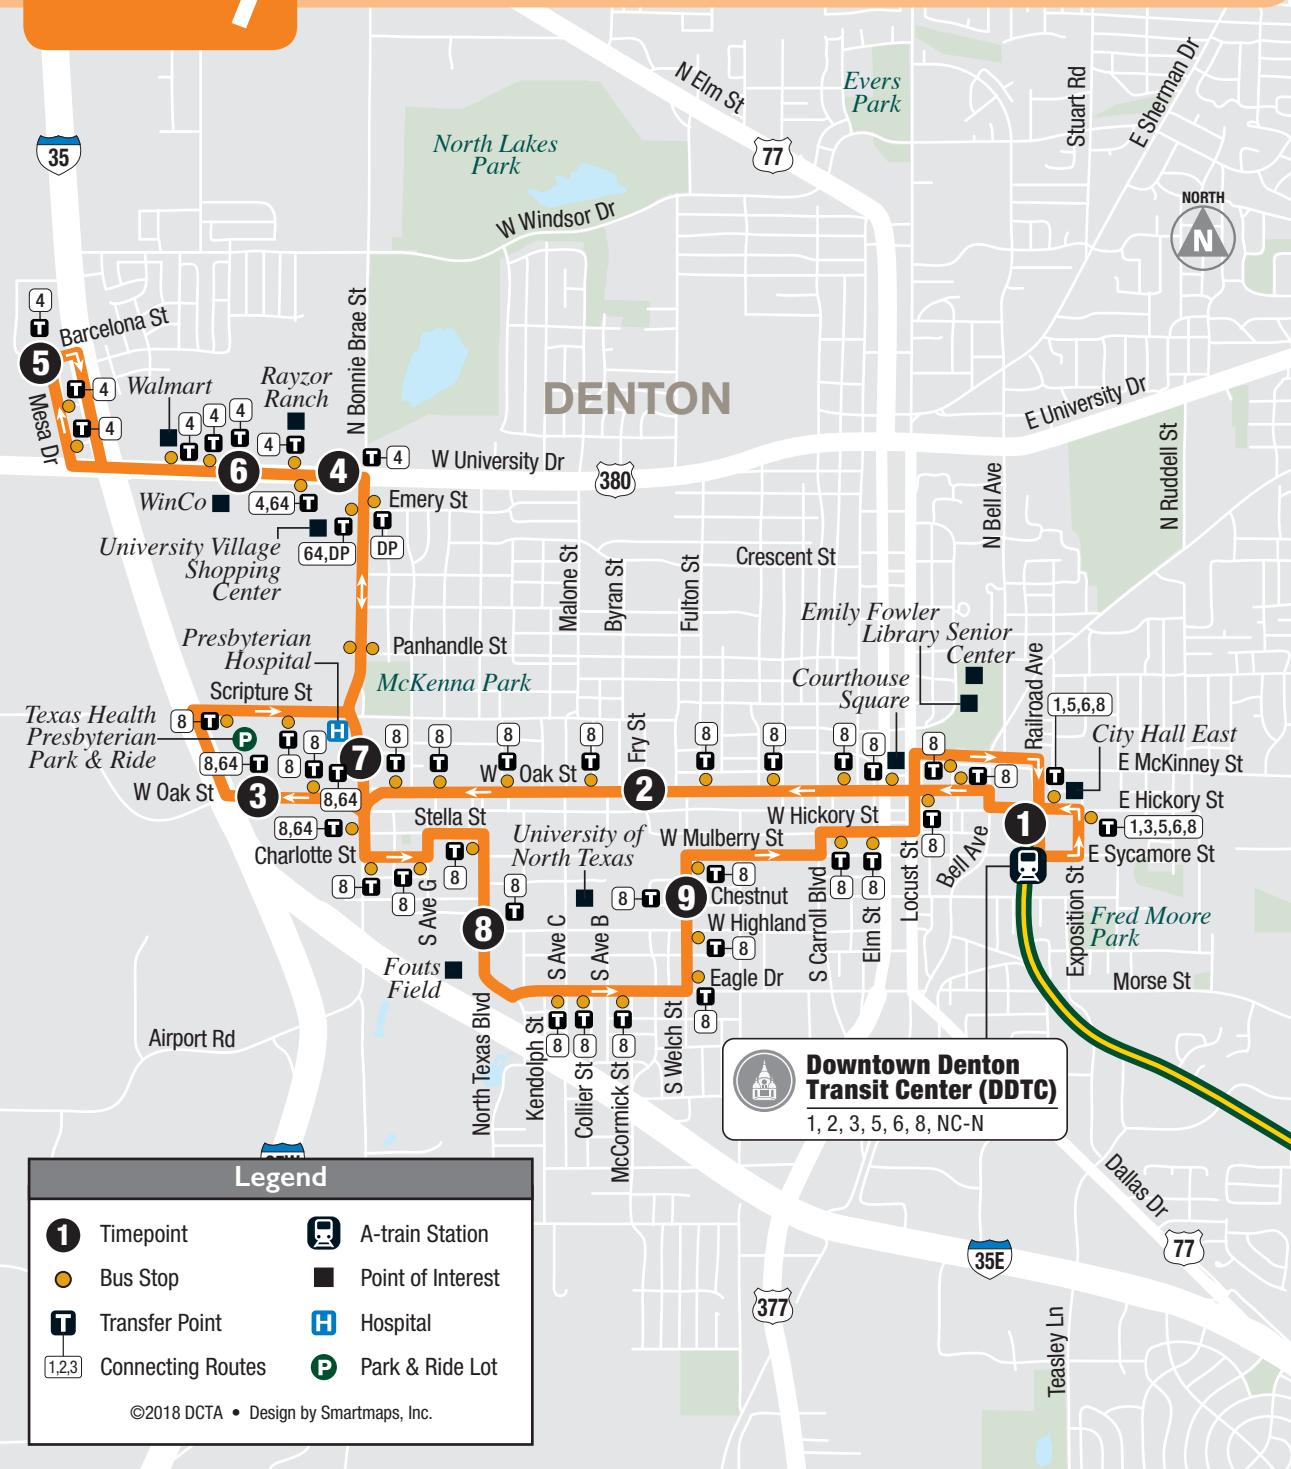 7
N Elm St
Evers
Park
Stuart Rd
E Sherman Dr
35
77
North Lakes
Park
W Windsor Dr
NORTH
N
4
T
Barcelona St
5
N Bonnie Brae St
Mesa Dr
T
4
T
4
Walmart
Rayzor
Ranch
4
T
4
T
4
T
4
T
DENTON
E University Dr
6
4
T
4
W University Dr
380
WinCo
4,64
T
Emery St
University Village
Shopping
Center
T
64,DP
T
DP
N Bell Ave
N Ruddell St
Malone St
Byran St
Fulton St
Crescent St
Presbyterian
Hospital
Panhandle St
McKenna Park
Emily Fowler
Library
Senior
Center
Courthouse
Square
Railroad Ave
Scripture St
Texas Health
Presbyterian
Park & Ride
8
T
P
H
8,64
T
T
8
8
T
T
8,64
7
8
T
8
T
8
T
8
T
Fry St
8
T
8
T
8
T
8
T
8
T
T
8
1,5,6,8
T
City Hall East
E McKinney St
W Oak St
3
W Oak St
2
E Hickory St
T
1,3,5,6,8
E Sycamore St
8,64
T
Charlotte St
Stella St
University of
North Texas
W Mulberry St
W Hickory St
T
8
Bell Ave
1
8
T
T
8
S Ave G
T
8
8
T
8
T
9
T
8
Chestnut
W Highland
T
8
Eagle Dr
T
8
T
8
T
8
S Carroll Blvd
Elm St
Locust St
Exposition St
Fred Moore
Park
Morse St
8
Fouts
Field
S Ave C
S Ave B
T
8
T
8
T
8
Airport Rd
North Texas Blvd
Kendolph St
Collier St
McCormick St
S Welch St
Downtown Denton
Transit Center (DDTC)
1, 2, 3, 5, 6, 8, NC-N
Dallas Dr
77
35E
377
Teasley Ln
Legend
1
Timepoint
A-train Station
Bus Stop
Point of Interest
T
Transfer Point
H
Hospital
1,2,3
Connecting Routes
P
Park & Ride Lot
©2018 DCTA • Design by Smartmaps, Inc.